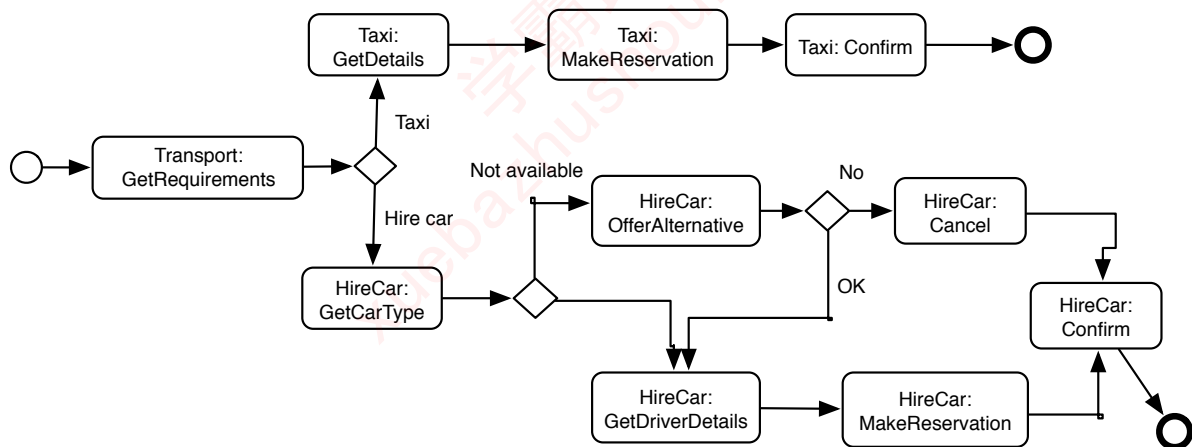 Taxi:
GetDetails
Taxi:
MakeReservation
Taxi: Confirm
Taxi
Transport:
GetRequirements
Hire car
Not available
HireCar:
OfferAlternative
No
HireCar:
Cancel
HireCar:
GetCarType
OK
HireCar:
Confirm
HireCar:
GetDriverDetails
HireCar:
MakeReservation